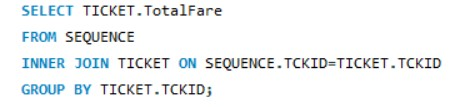 SELECT TICKET.TotalFare
FROM SEQUENCE
INNER JOIN TICKET ON SEQUENCE.TCKID=TICKET.TCKID
GROUP BY TICKET.TCKID;